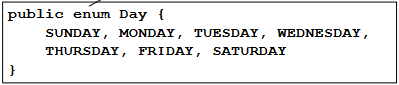 public enum Day {
    SUNDAY, MONDAY, TUESDAY, WEDNESDAY,
    THURSDAY, FRIDAY, SATURDAY
}